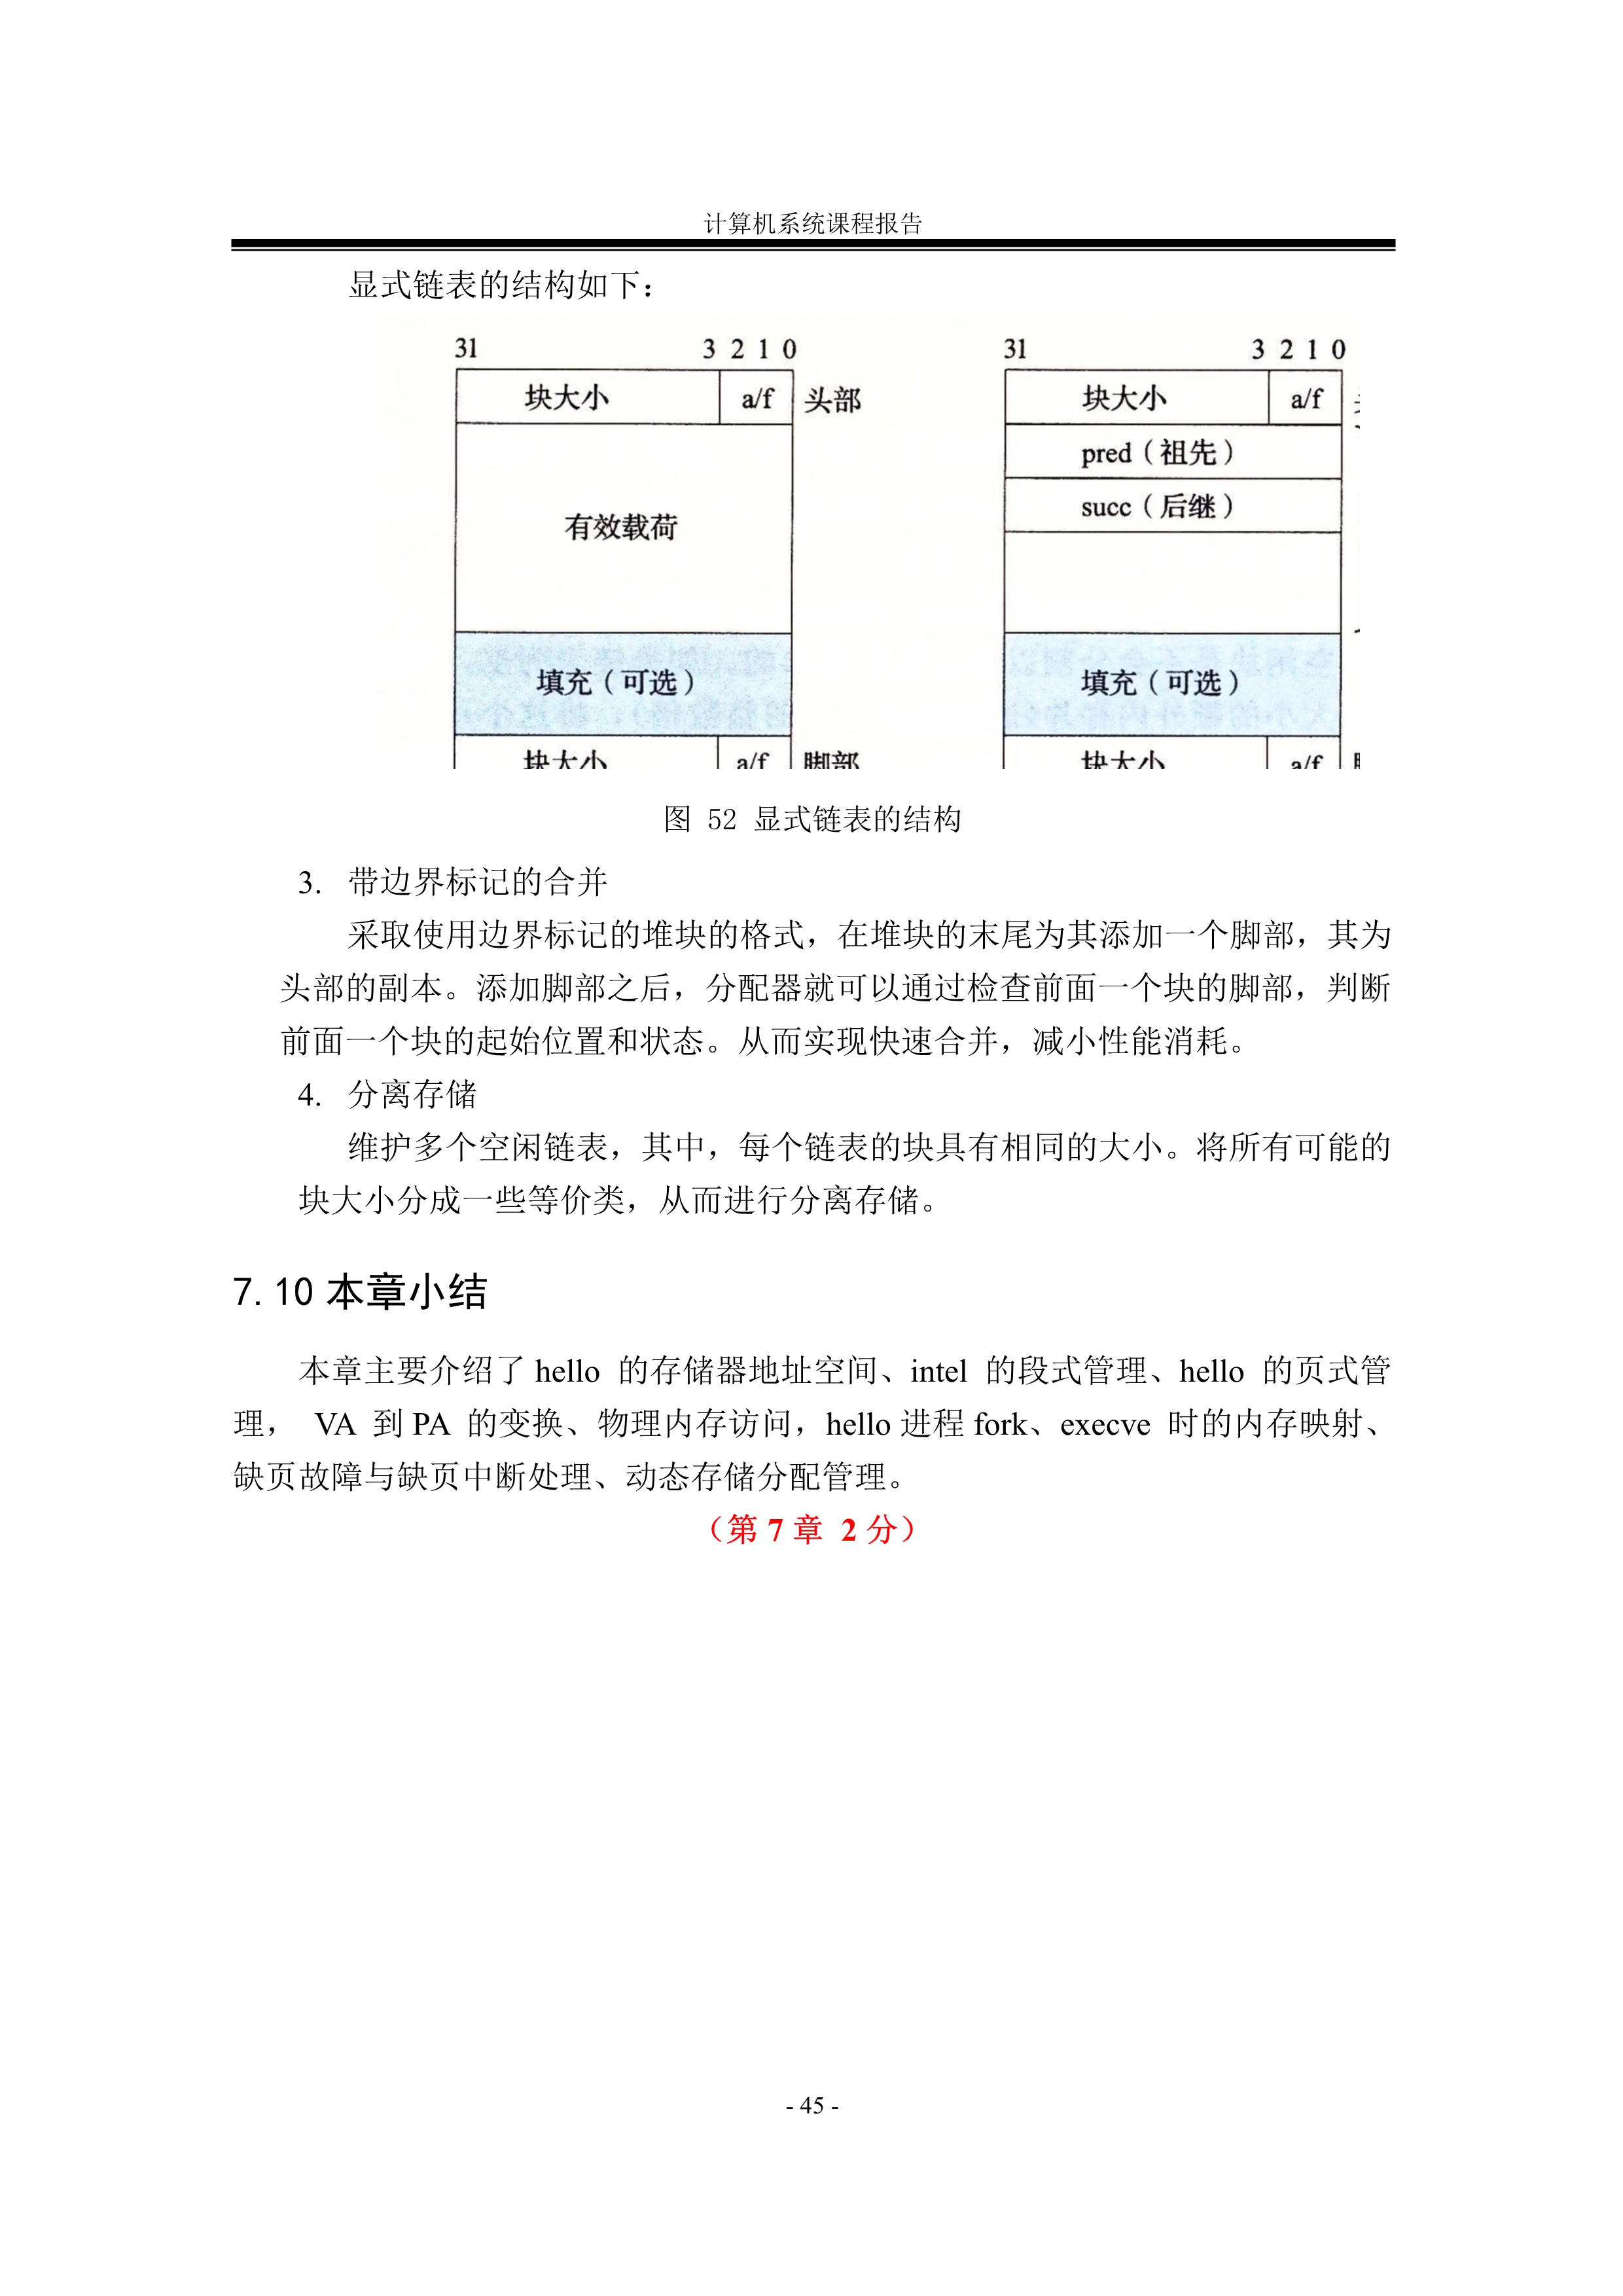 计算机系统课程报告
显式链表的结构如下：
31 3 2 1 0
块大小 a/f 头部
有效载荷
填充（可选）
块大小 a/f 脚部
31 3 2 1 0
块大小 a/f
pred（祖先）
succ（后继）
填充（可选）
块大小 a/f
图 52 显式链表的结构
3. 带边界标记的合并
采取使用边界标记的堆块的格式，在堆块的末尾为其添加一个脚部，其为
头部的副本。添加脚部之后，分配器就可以通过检查前面一个块的脚部，判断
前面一个块的起始位置和状态。从而实现快速合并，减小性能消耗。
4. 分离存储
维护多个空闲链表，其中，每个链表的块具有相同的大小。将所有可能的
块大小分成一些等价类，从而进行分离存储。
7.10 本章小结
本章主要介绍了 hello 的存储器地址空间、intel 的段式管理、hello 的页式管
理， VA 到 PA 的变换、物理内存访问，hello 进程 fork、execve 时的内存映射、
缺页故障与缺页中断处理、动态存储分配管理。
（第 7 章 2 分）
- 45 -